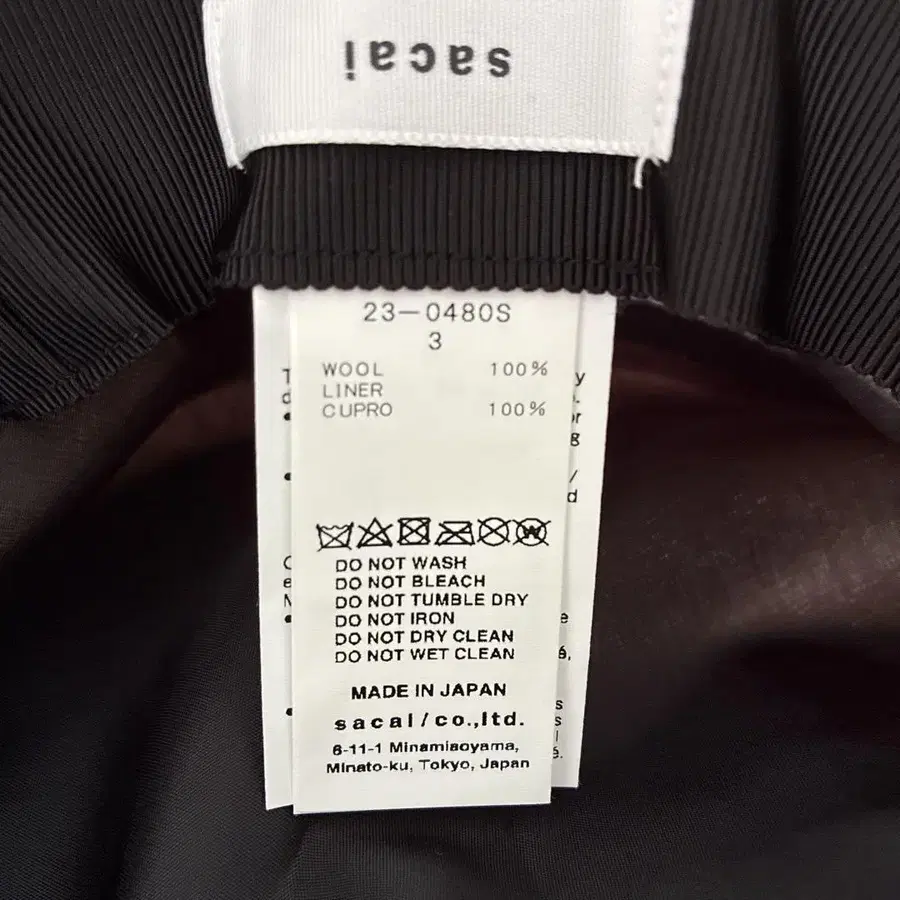 sacai
23-0480S
3
WOOL 100%
LINER
CUPRO 100%
DO NOT WASH
DO NOT BLEACH
DO NOT TUMBLE DRY
DO NOT IRON
DO NOT DRY CLEAN
DO NOT WET CLEAN
MADE IN JAPAN
sacai/co.,ltd.
6-11-1 Minamiaoyama,
Minato-ku, Tokyo, Japan